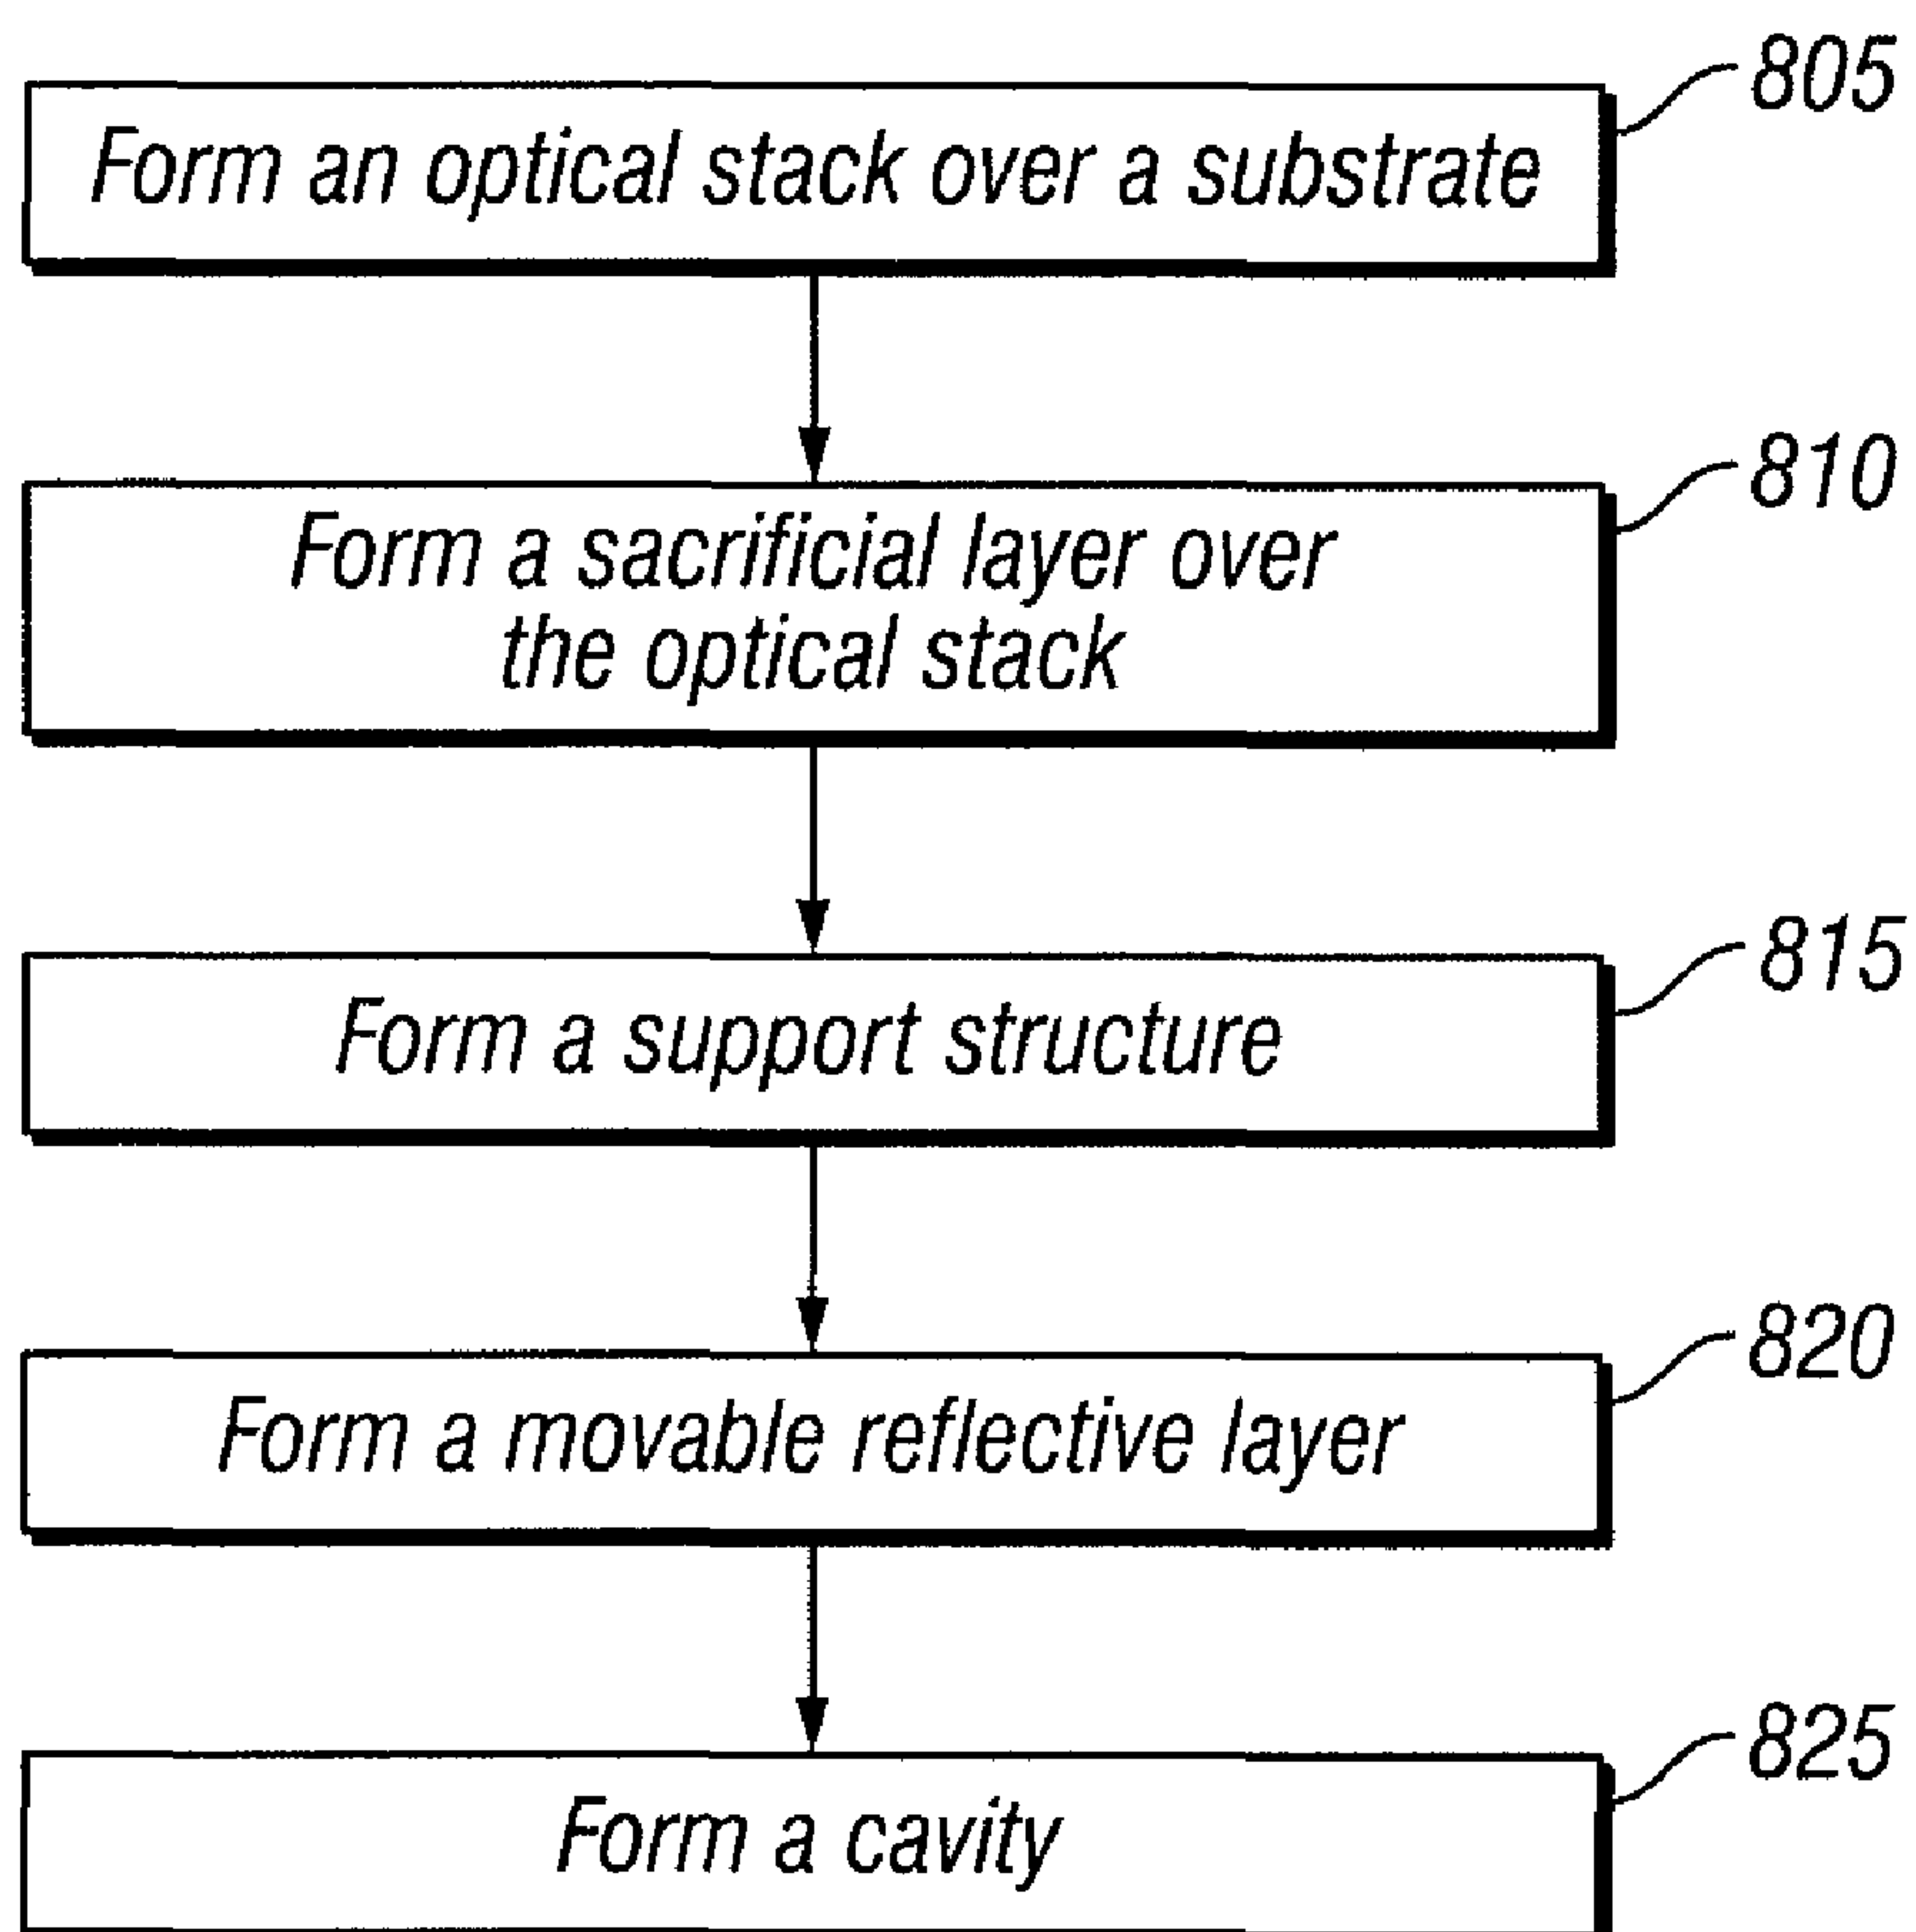 805
Form an optical stack over a substrate
810
Form a sacrificial layer over
the optical stack
815
Form a support structure
820
Form a movable reflective layer
825
Form a cavity